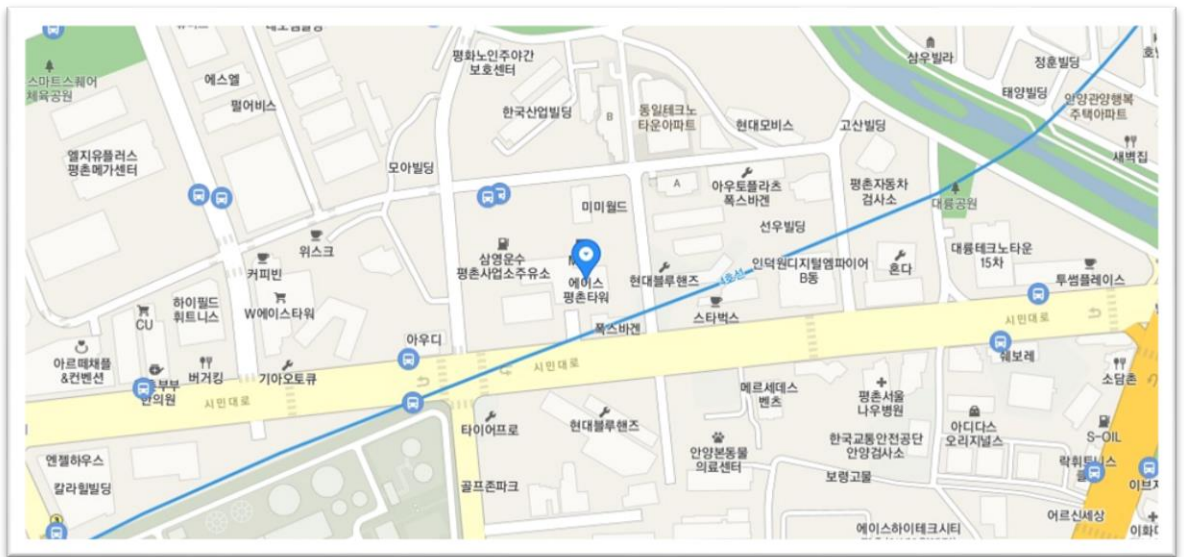 스마트스퀘어
체육공원
에스엘
펄어비스
평화노인주야간
보호센터
한국산업빌딩
B
동일테크노
타운아파트
현대모비스
고산빌딩
삼우빌라
정훈빌딩
태양빌딩
안양관양행복
주택아파트
새벽집
엘지유플러스
평촌메가센터
모아빌딩
A
아우토플라츠
폭스바겐
평촌자동차
검사소
대륭공원
미미월드
선우빌딩
위스크
커피빈
삼영운수
평촌사업소주유소
에이스
평촌타워
현대블루핸즈
4호선
인덕원디지털엠파이어
B동
혼다
대륭테크노타운
15차
투썸플레이스
CU
하이필드
휘트니스
W에이스타워
스타벅스
폭스바겐
아우디
시민대로
쉐보레
아르떼채플
&컨벤션
부부
한의원
버거킹
기아오토큐
시민대로
시민대로
소담촌
메르세데스
벤츠
평촌서울
나우병원
타이어프로
현대블루핸즈
아디다스
오리지널스
S-OIL
엔젤하우스
칼라힐빌딩
안양본동물
의료센터
한국교통안전공단
안양검사소
보령고물
골프존파크
어르신세상
에이스하이테크시티